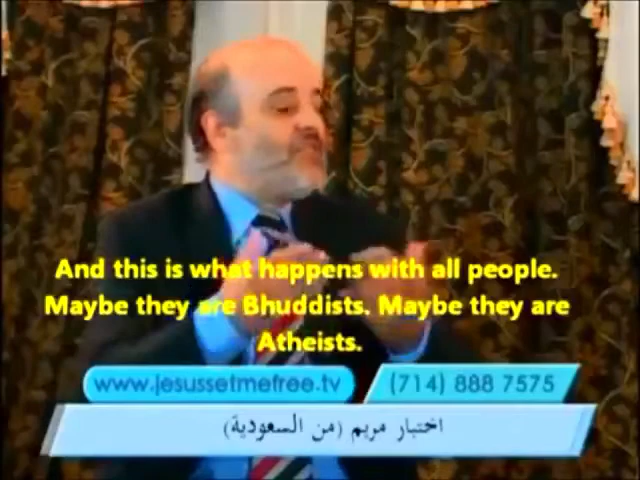 And this is what happens with all people.
Maybe they are Bhuddists. Maybe they are
Atheists.
www.jesussetmefree.tv
(714) 888 7575
اختبار مريم (من السعودية)